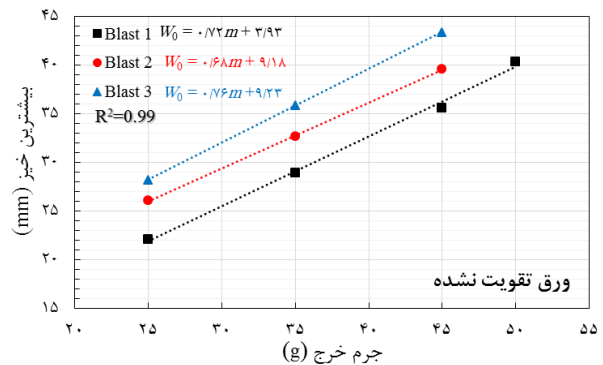 Blast 1 W₀ = ۰/۷۲m + ۳/۹۳
Blast 2 W₀ = ۰/۶۸m + ۹/۱۸
Blast 3 W₀ = ۰/۷۶m +۹/۲۳
R²=0.99
۴۵
۴۰
۳۵
۳۰
۲۵
۲۰
۱۵
بیشترین خیز (mm)
ورق تقویت نشده
۲۰ ۲۵ ۳۰ ۳۵ ۴۰ ۴۵ ۵۰ ۵۵
جرم خرج (g)